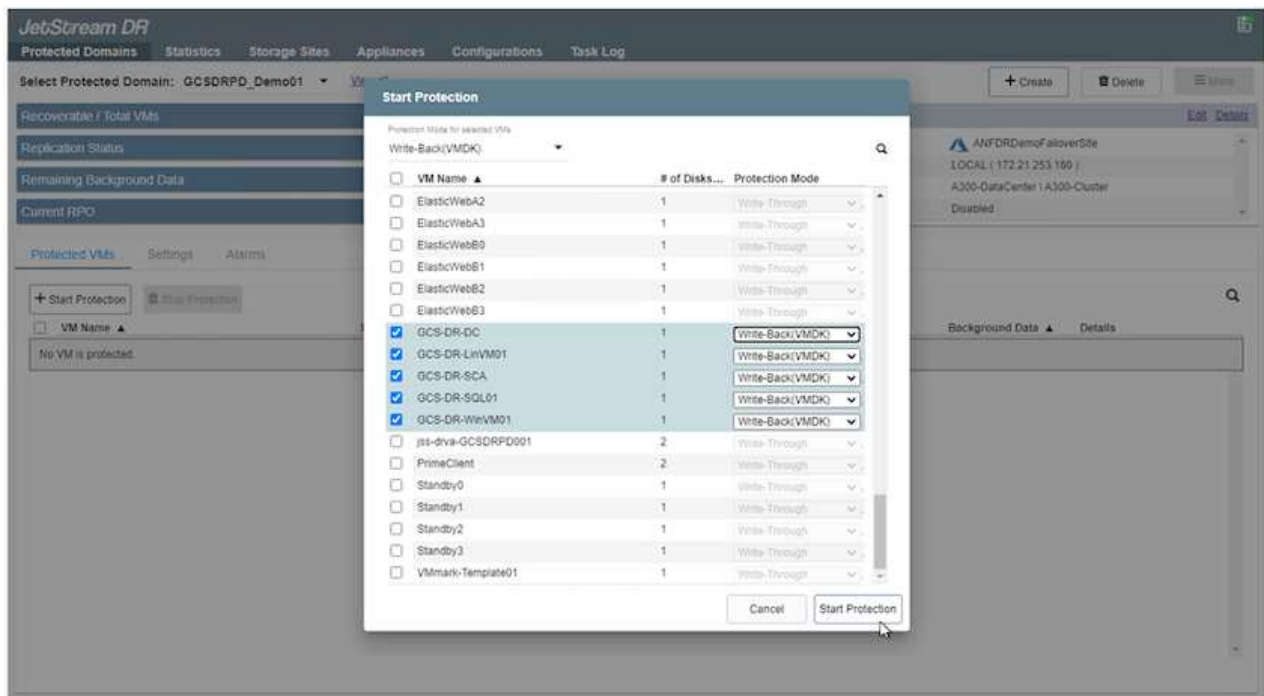 JetStream DR
Protected Domains Statistics Storage Sites Appliances Configurations Task Log
Select Protected Domain: GCSDRPD_Demo01
+ Create Delete More
Recoverable / Total VMs
Edit Details
Replication Status
ANFDRDemoFailoverSite
LOCAL ( 172.21.253.160 )
Remaining Background Data
A300-DataCenter \ A300-Cluster
Current RPO
Disabled
Protected VMs Settings Alarms
+ Start Protection Stop Protection
VM Name ▲
Background Data ▲ Details
No VM is protected.
Start Protection
Protection Mode for selected VMs
Write-Back(VMDK)
VM Name ▲ # of Disks... Protection Mode
ElasticWebA2 1 Write-Through
ElasticWebA3 1 Write-Through
ElasticWebB0 1 Write-Through
ElasticWebB1 1 Write-Through
ElasticWebB2 1 Write-Through
ElasticWebB3 1 Write-Through
GCS-DR-DC 1 Write-Back(VMDK)
GCS-DR-LinVM01 1 Write-Back(VMDK)
GCS-DR-SCA 1 Write-Back(VMDK)
GCS-DR-SQL01 1 Write-Back(VMDK)
GCS-DR-WinVM01 1 Write-Back(VMDK)
jss-drva-GCSDRPD001 2 Write-Through
PrimeClient 2 Write-Through
Standby0 1 Write-Through
Standby1 1 Write-Through
Standby2 1 Write-Through
Standby3 1 Write-Through
VMmark-Template01 1 Write-Through
Cancel Start Protection